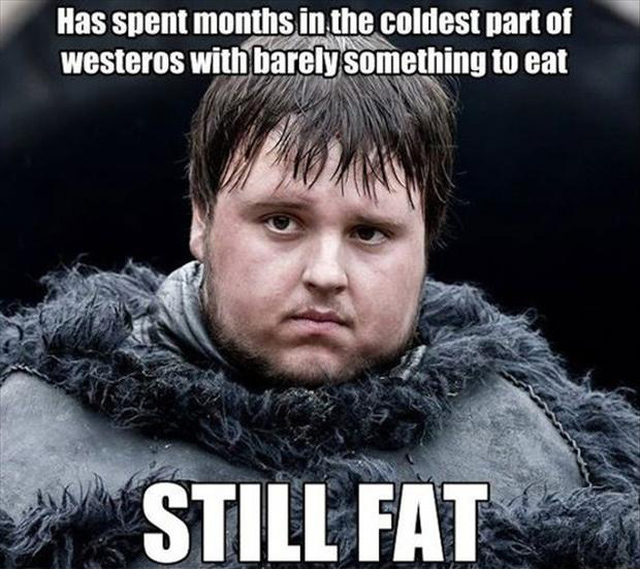 Has spent months in the coldest part of
westeros with barely something to eat
STILL FAT